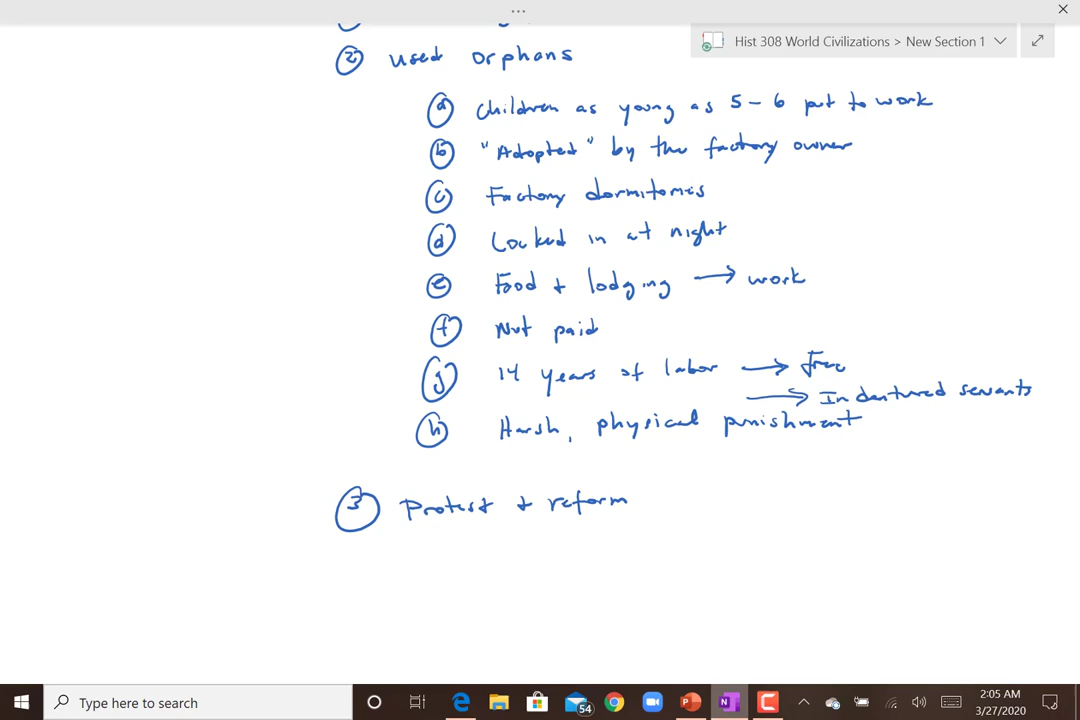 Hist 308 World Civilizations > New Section 1
② used orphans
ⓐ Children as young as 5-6 put to work
ⓑ "Adopted" by the factory owner
ⓒ Factory dormitories
ⓓ Locked in at night
ⓔ Food + lodging → work
ⓕ Not paid
ⓖ 14 years of labor → free
→ Indentured servants
ⓗ Harsh, physical punishment
③ Protest + reform
Type here to search
54
2:05 AM
3/27/2020